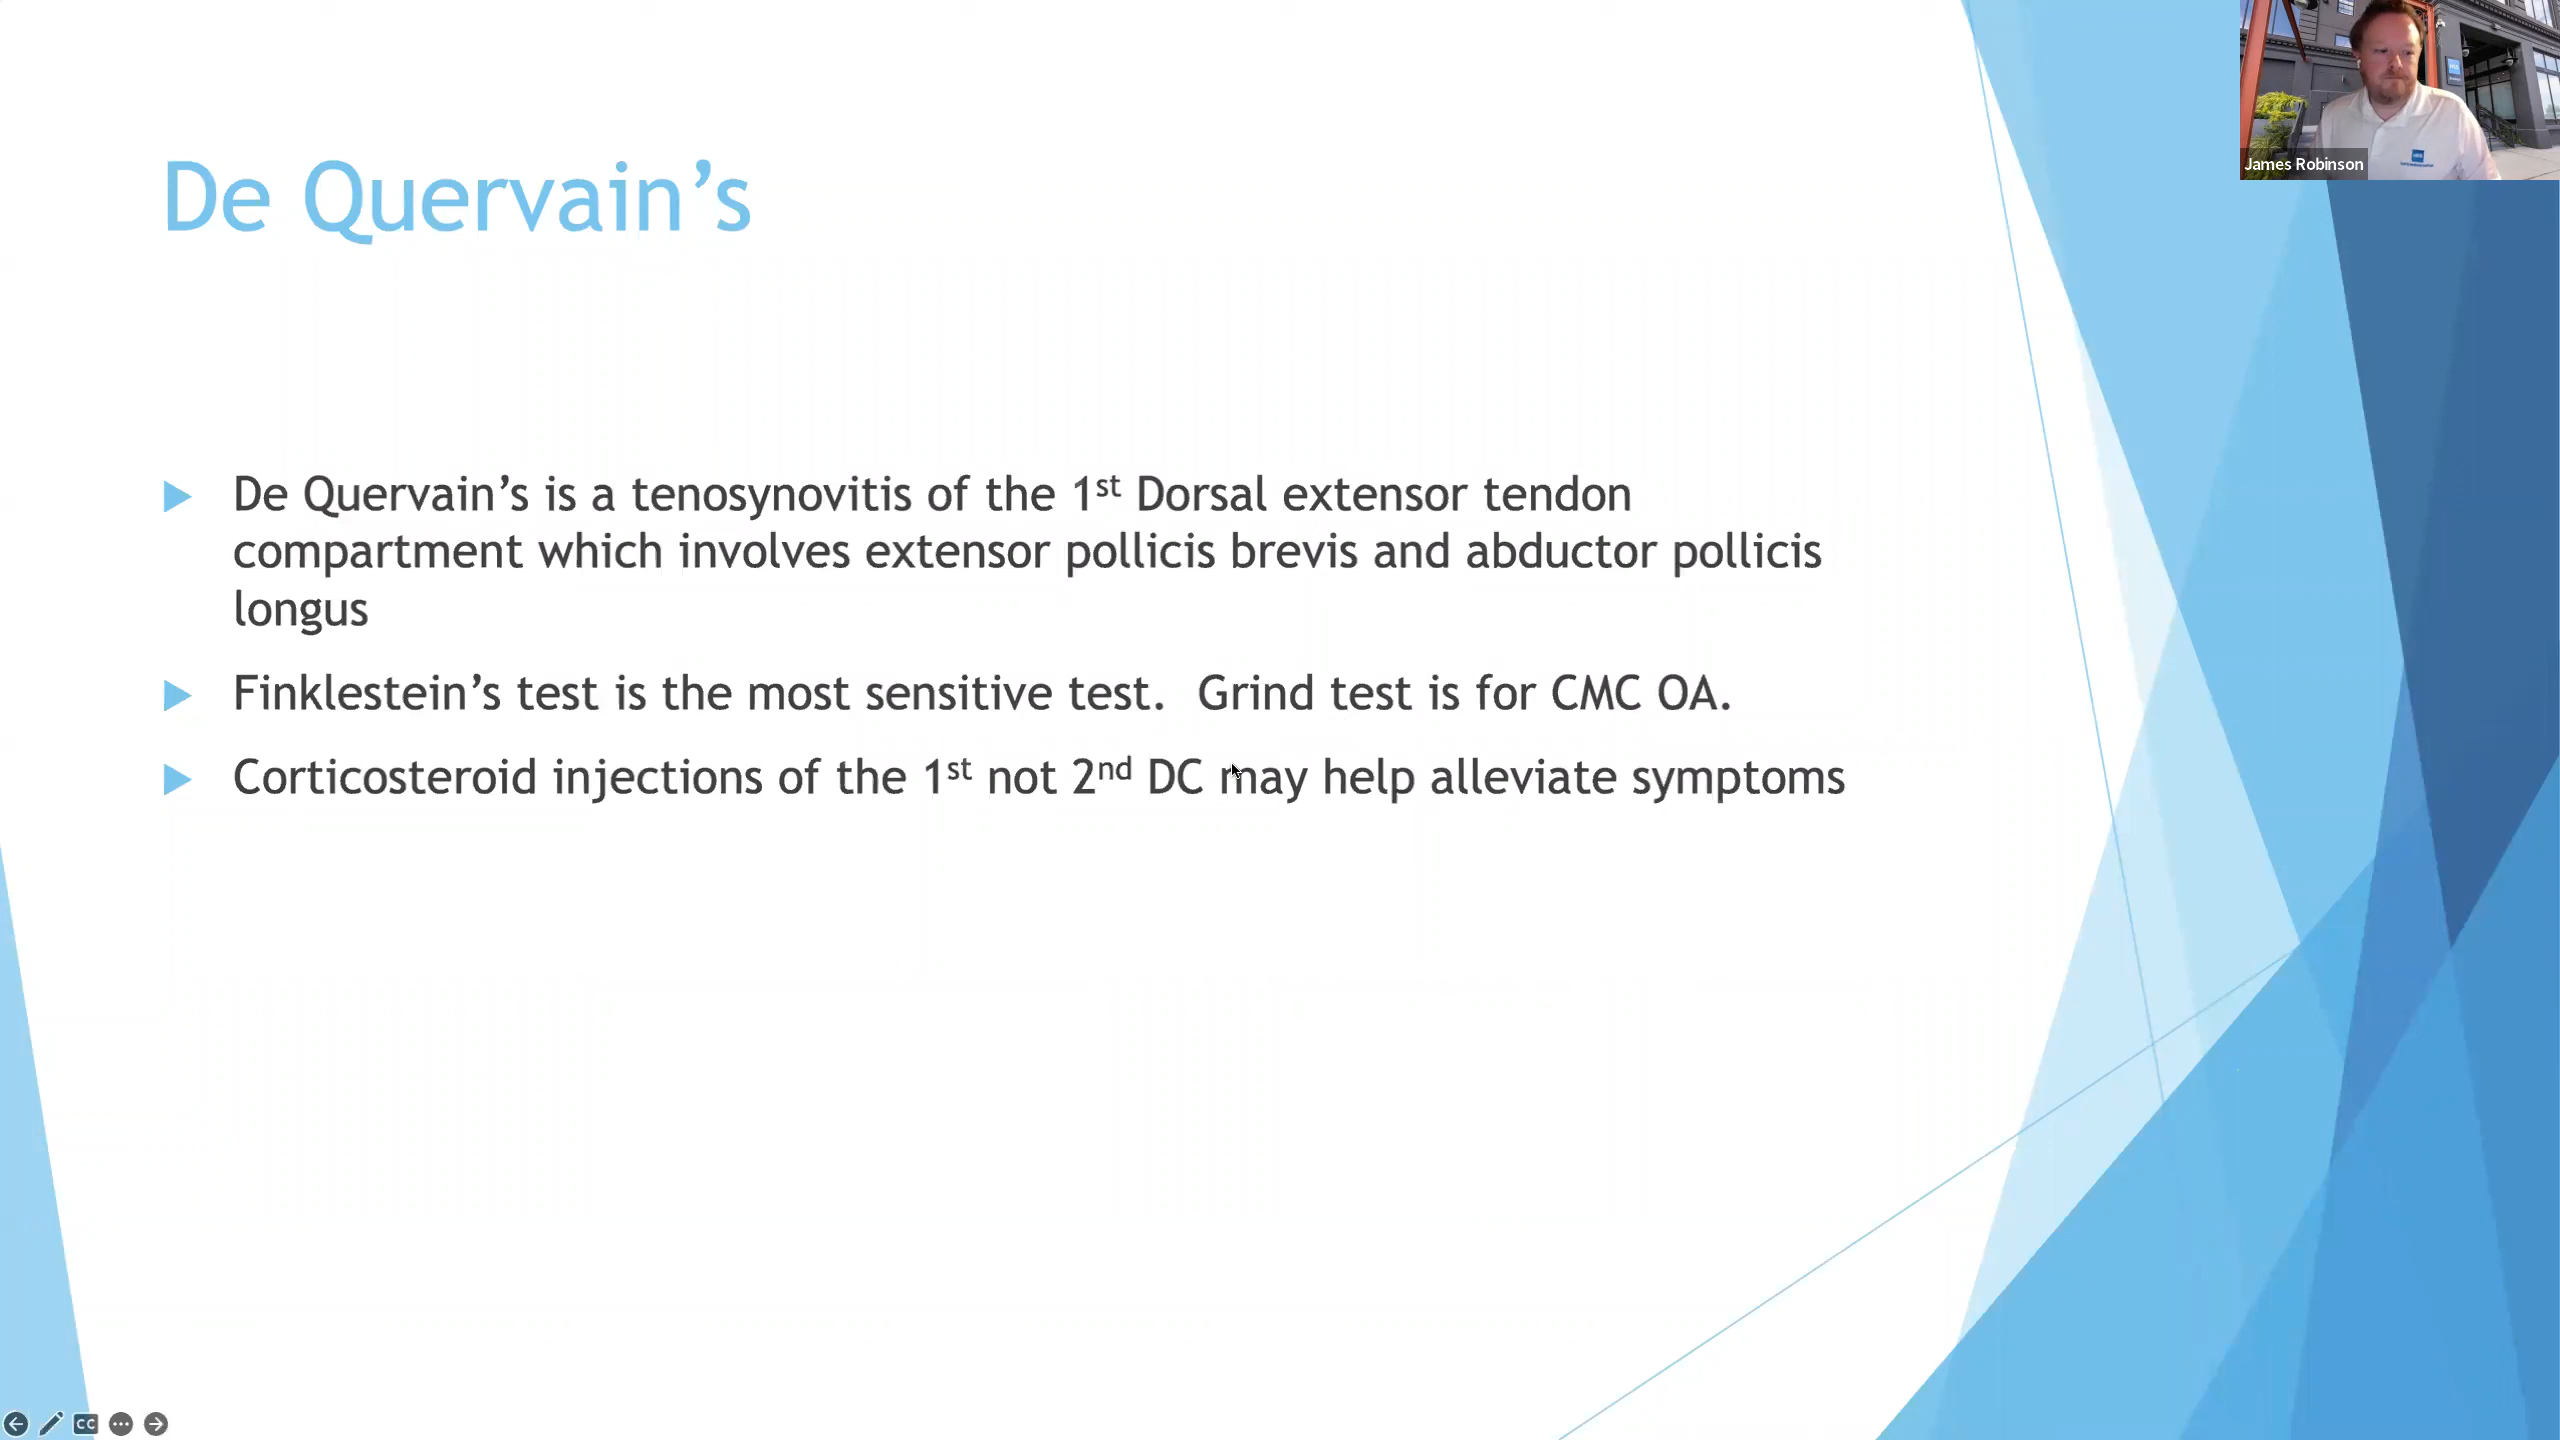 De Quervain’s
De Quervain’s is a tenosynovitis of the 1st Dorsal extensor tendon
compartment which involves extensor pollicis brevis and abductor pollicis
longus
Finklestein’s test is the most sensitive test.  Grind test is for CMC OA.
Corticosteroid injections of the 1st not 2nd DC may help alleviate symptoms
James Robinson
CC